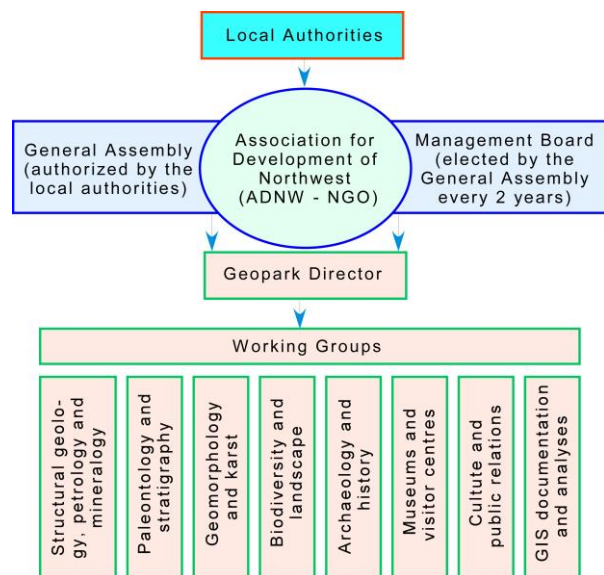 Local Authorities
General Assembly
(authorized by the
local authorities)
Association for
Development of
Northwest
(ADNW - NGO)
Management Board
(elected by the
General Assembly
every 2 years)
Geopark Director
Working Groups
Structural geolo-
gy, petrology and
mineralogy
Paleontology and
stratigraphy
Geomorphology
and karst
Biodiversity and
landscape
Archaeology and
history
Museums and
visitor centres
Cultute and
public relations
GIS documentation
and analyses